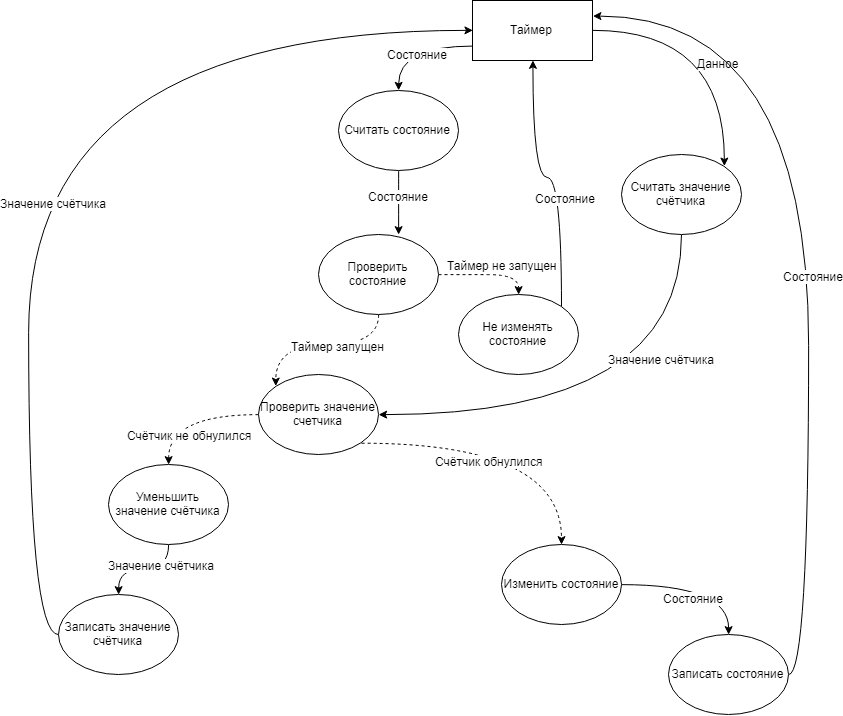 Таймер
Состояние
Данное
Считать состояние
Считать значение
счётчика
Состояние
Состояние
Значение счётчика
Проверить
состояние
Таймер не запущен
Состояние
Не изменять
состояние
Таймер запущен
Значение счётчика
Проверить значение
счетчика
Счётчик не обнулился
Счётчик обнулился
Уменьшить
значение счётчика
Значение счётчика
Изменить состояние
Состояние
Записать значение
счётчика
Записать состояние